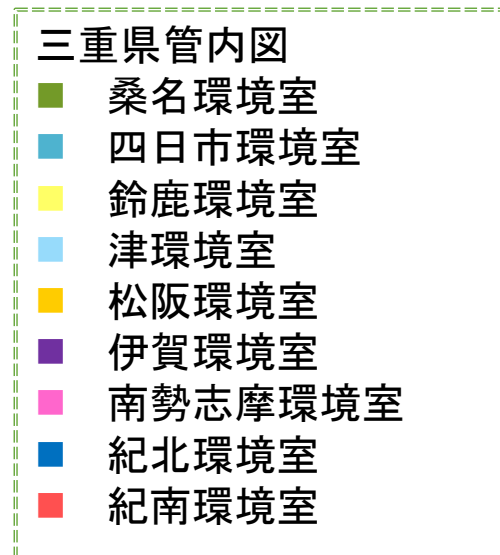 三重県管内図
■ 桑名環境室
■ 四日市環境室
■ 鈴鹿環境室
■ 津環境室
■ 松阪環境室
■ 伊賀環境室
■ 南勢志摩環境室
■ 紀北環境室
■ 紀南環境室